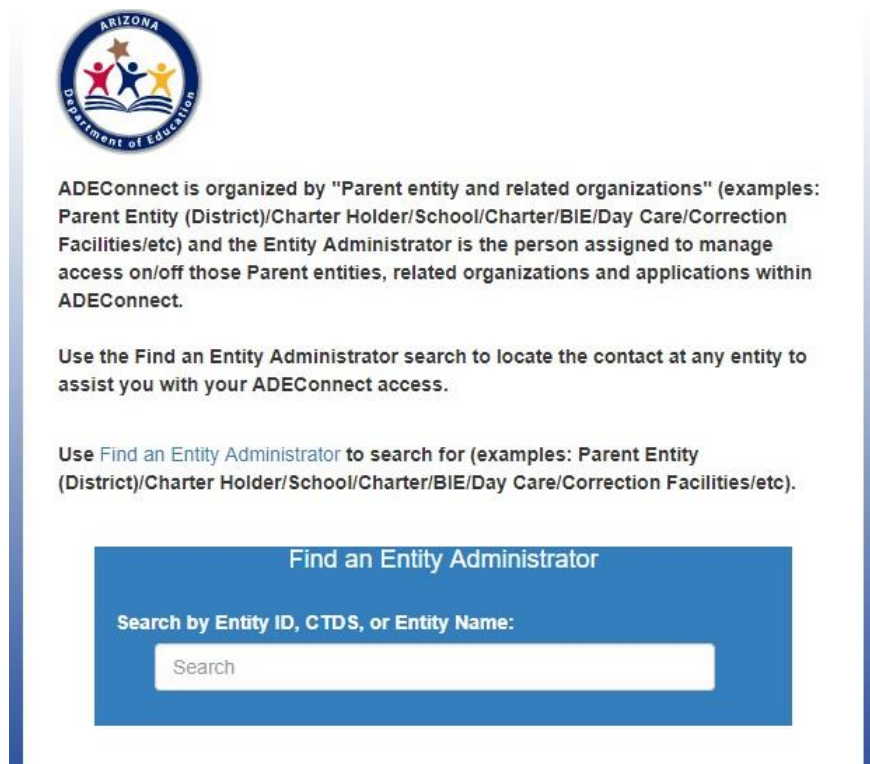 ARIZONA
Department of Education
ADEConnect is organized by "Parent entity and related organizations" (examples:
Parent Entity (District)/Charter Holder/School/Charter/BIE/Day Care/Correction
Facilities/etc) and the Entity Administrator is the person assigned to manage
access on/off those Parent entities, related organizations and applications within
ADEConnect.
Use the Find an Entity Administrator search to locate the contact at any entity to
assist you with your ADEConnect access.
Use Find an Entity Administrator to search for (examples: Parent Entity
(District)/Charter Holder/School/Charter/BIE/Day Care/Correction Facilities/etc).
Find an Entity Administrator
Search by Entity ID, CTDS, or Entity Name:
Search